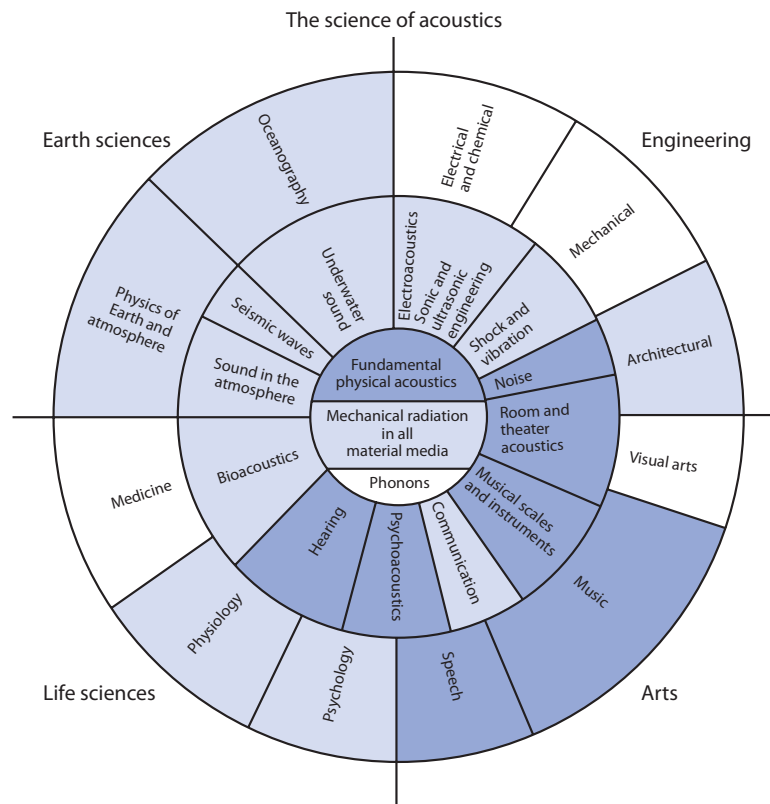 The science of acoustics
Earth sciences
Engineering
Life sciences
Arts
Oceanography
Electrical
and chemical
Mechanical
Architectural
Visual arts
Music
Speech
Psychology
Physiology
Medicine
Physics of
Earth and
atmosphere
Underwater
sound
Electroacoustics
Sonic and
ultrasonic
engineering
Shock and
vibration
Noise
Room and
theater
acoustics
Musical scales
and instruments
Communication
Psychoacoustics
Hearing
Bioacoustics
Sound in the
atmosphere
Seismic waves
Fundamental
physical acoustics
Mechanical radiation
in all
material media
Phonons